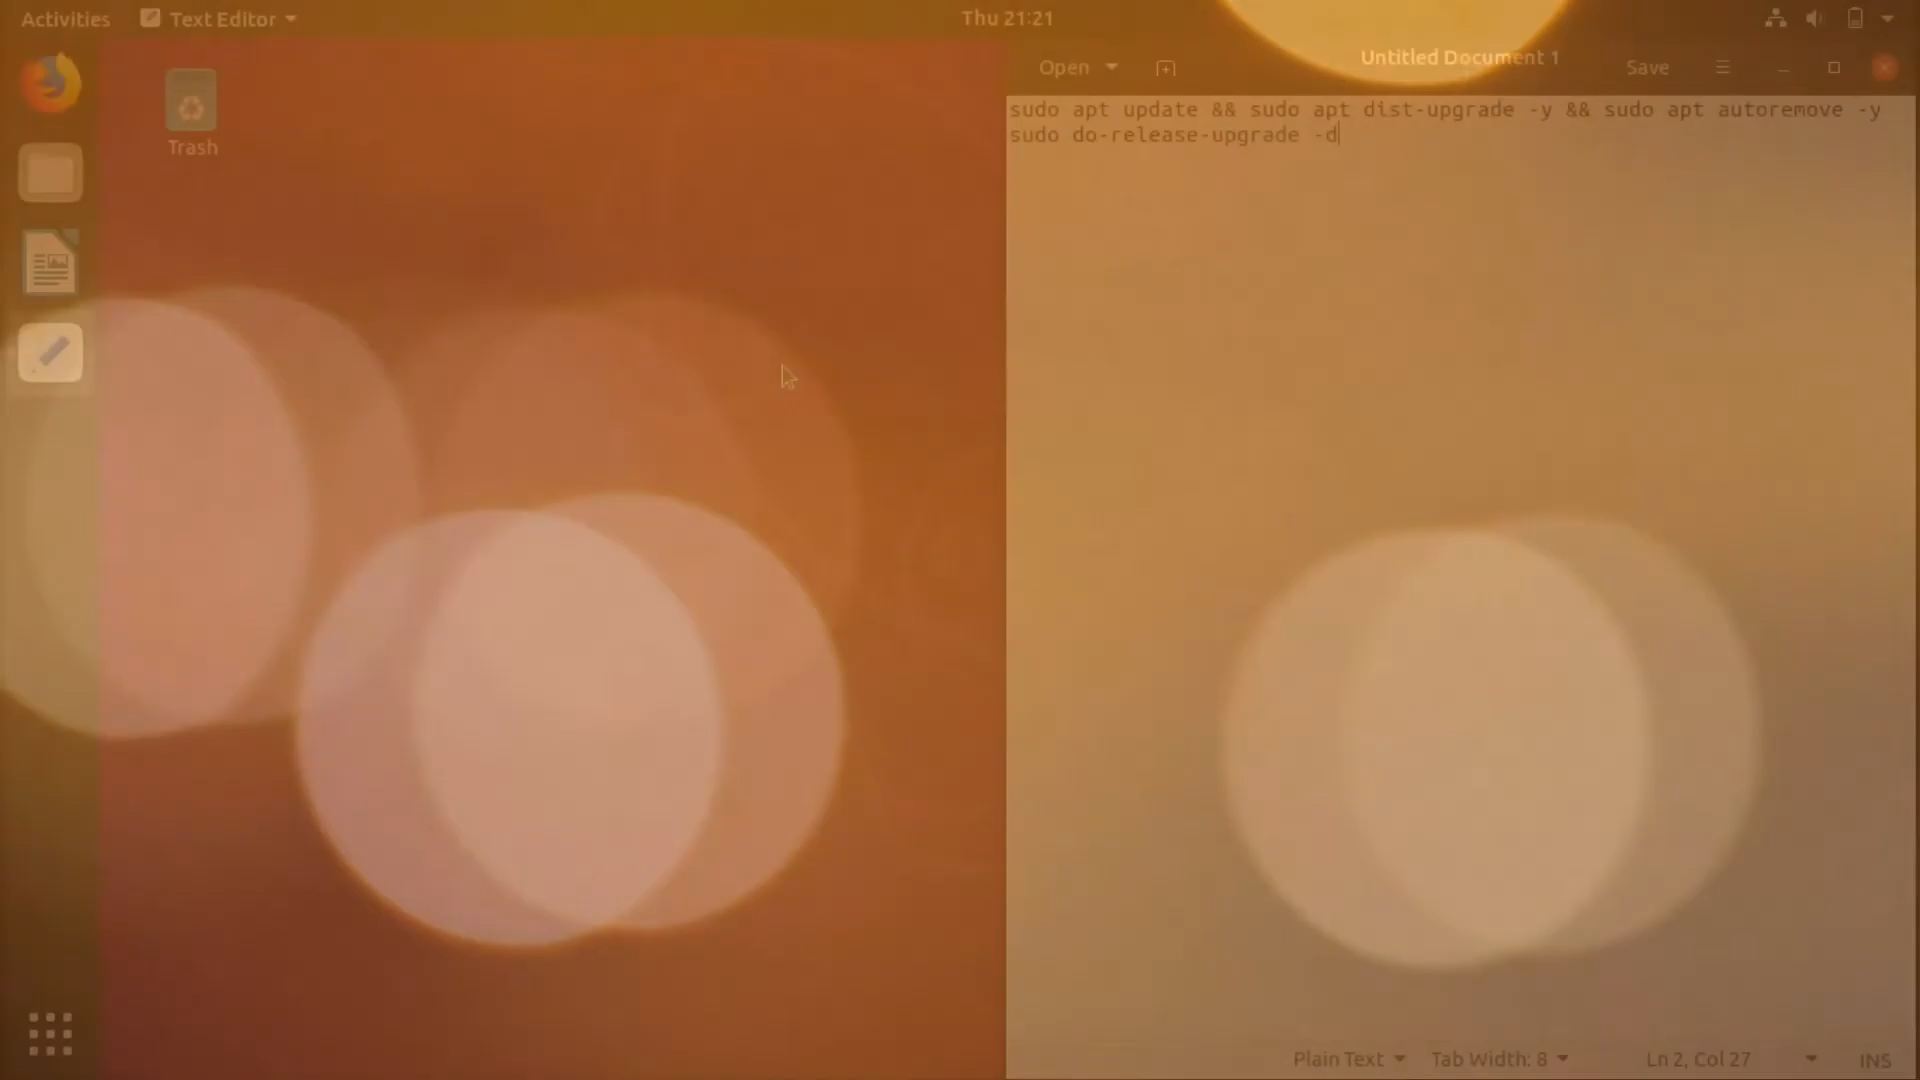 Activities Text Editor Thu 21:21
Open Untitled Document 1 Save
Trash
sudo apt update && sudo apt dist-upgrade -y && sudo apt autoremove -y
sudo do-release-upgrade -d
Plain Text Tab Width: 8 Ln 2, Col 27 INS